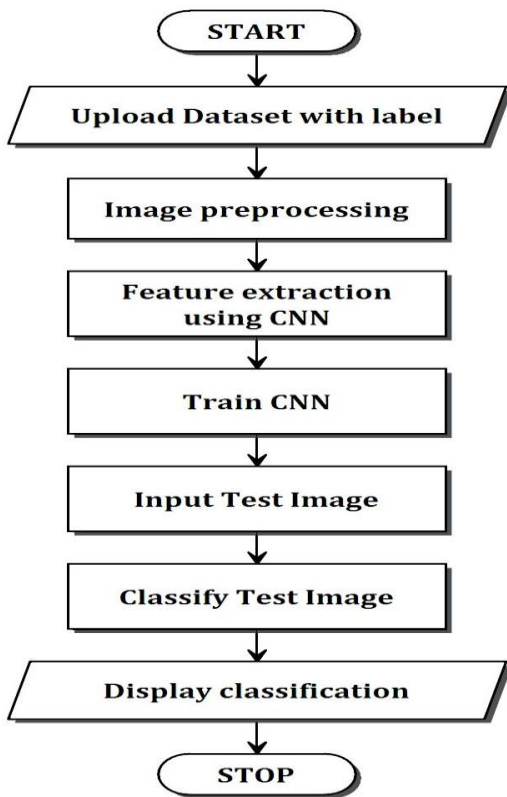 START
Upload Dataset with label
Image preprocessing
Feature extraction
using CNN
Train CNN
Input Test Image
Classify Test Image
Display classification
STOP